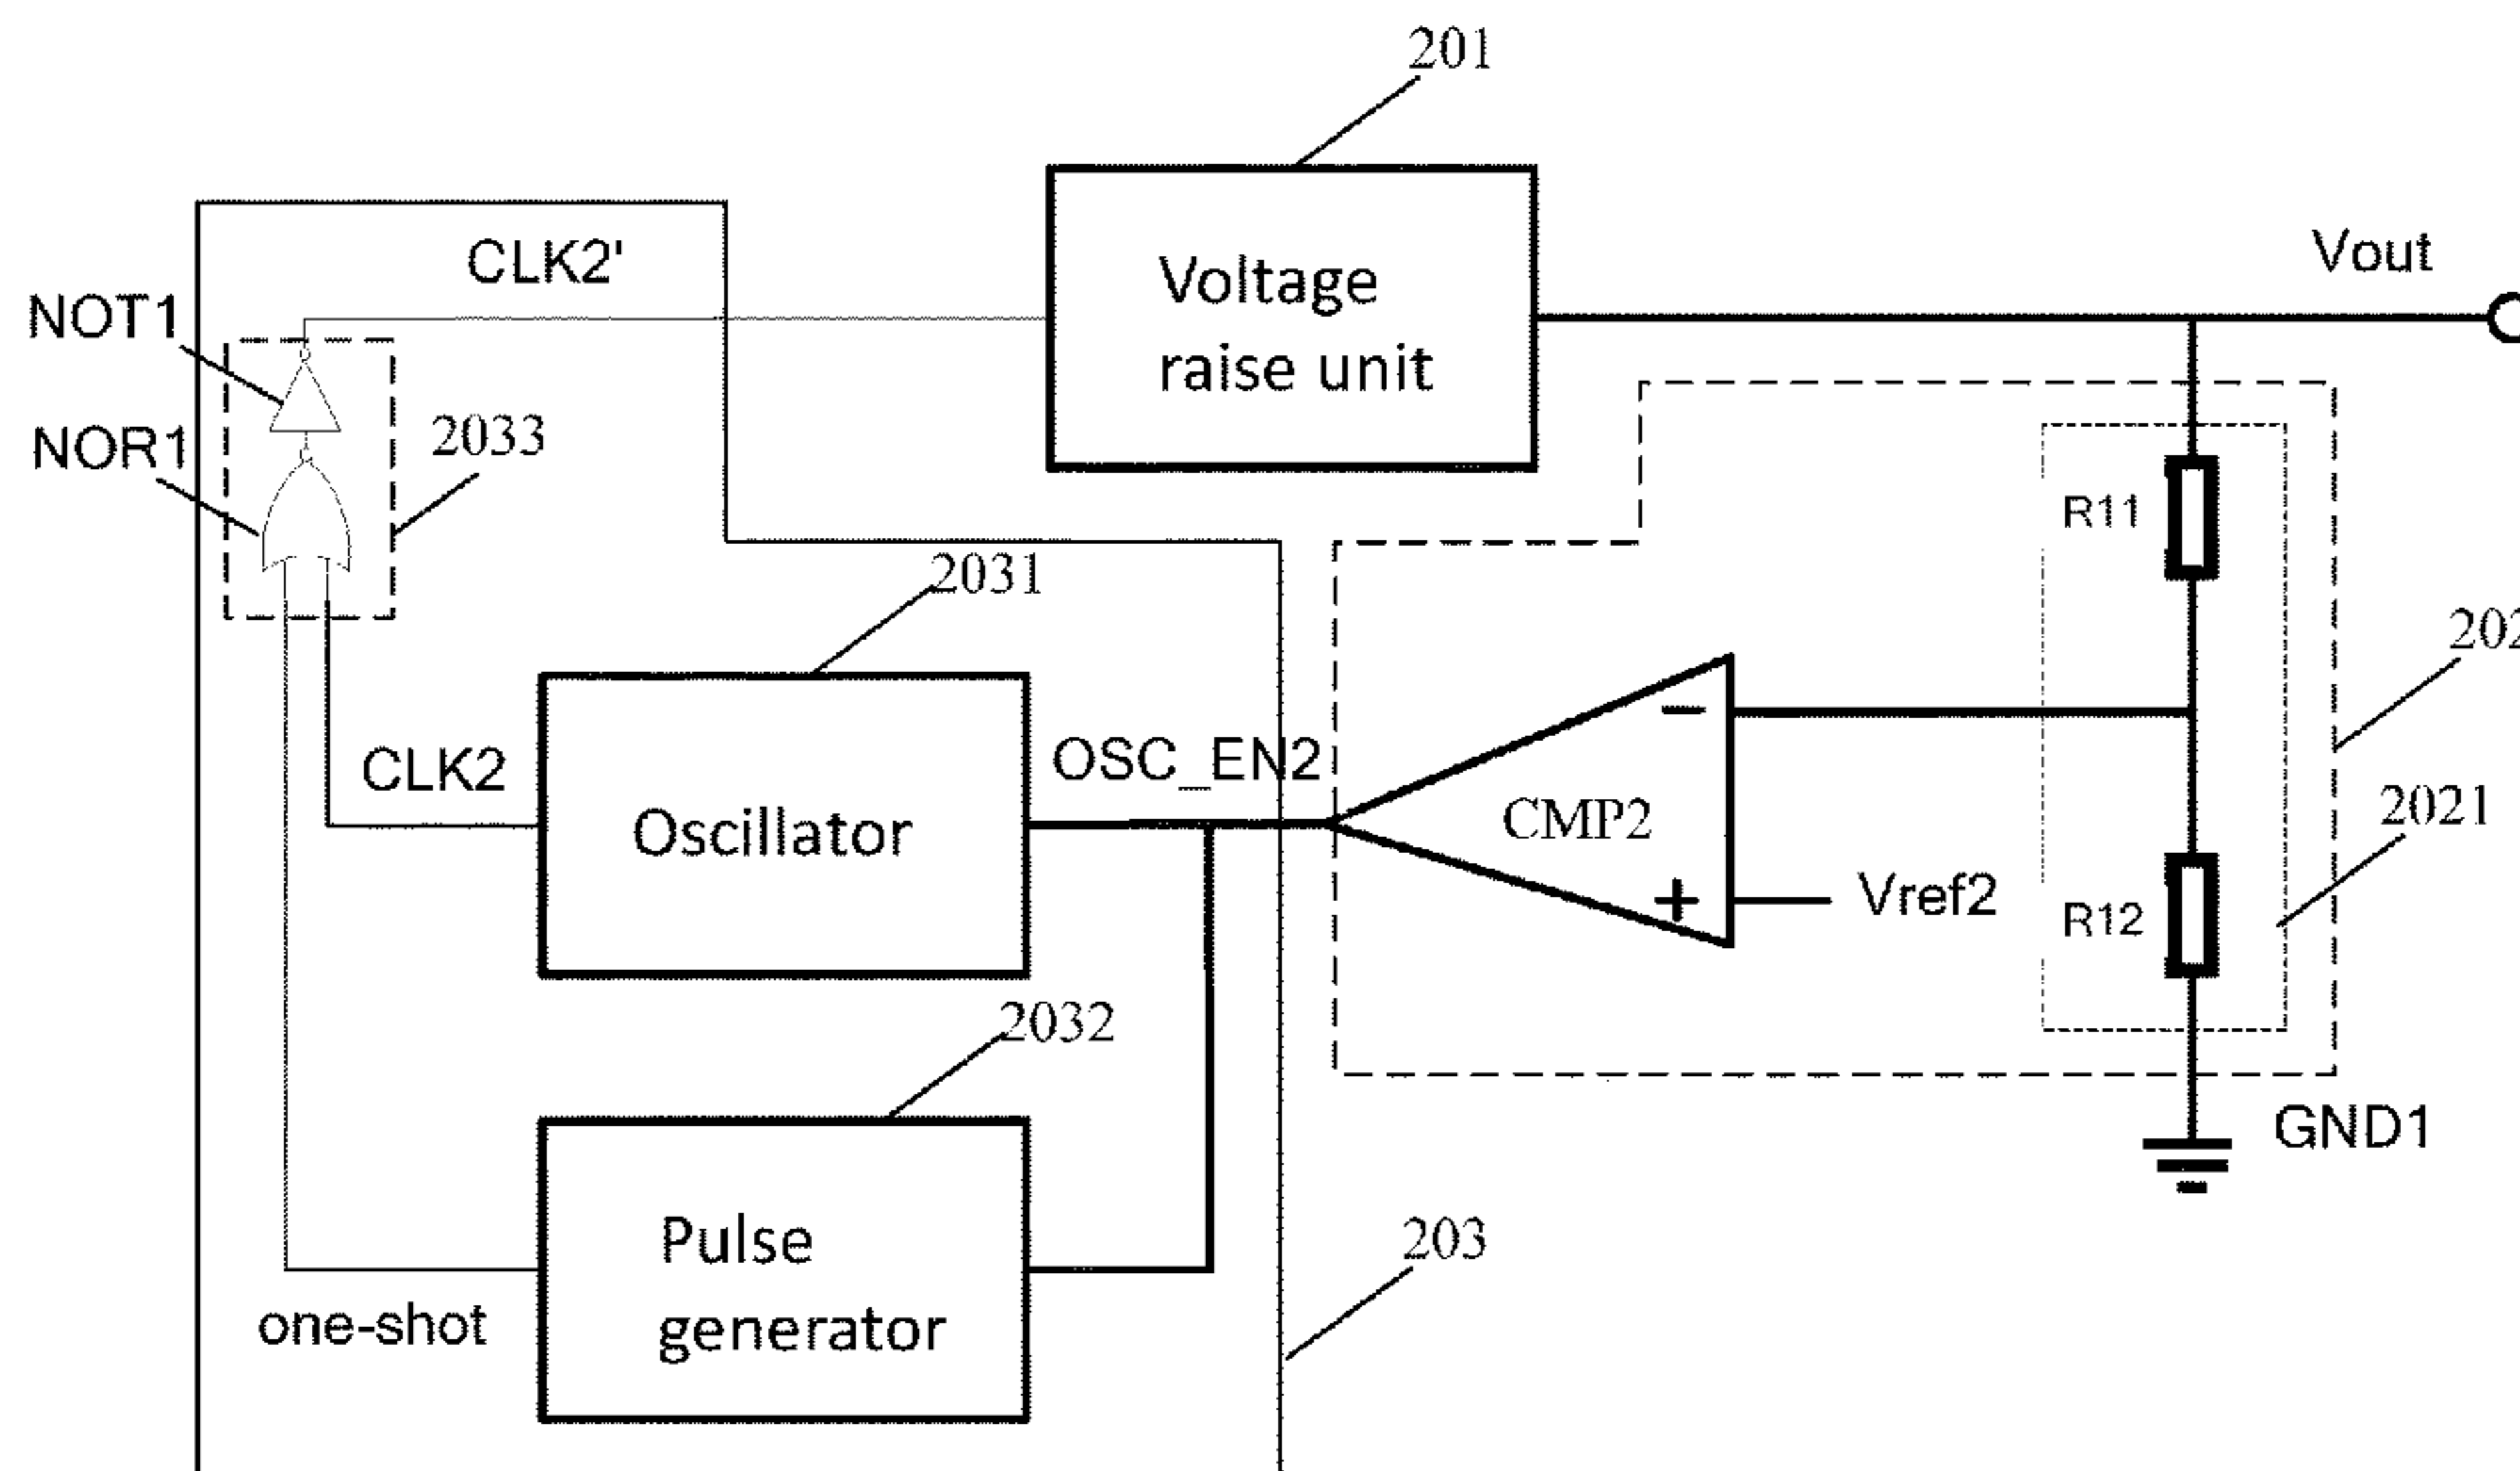 201
CLK2'
Voltage
raise unit
Vout
NOT1
NOR1
2033
R11
2031
OSC_EN2
CLK2
Oscillator
CMP2
2021
Vref2
R12
2032
GND1
Pulse
generator
203
one-shot